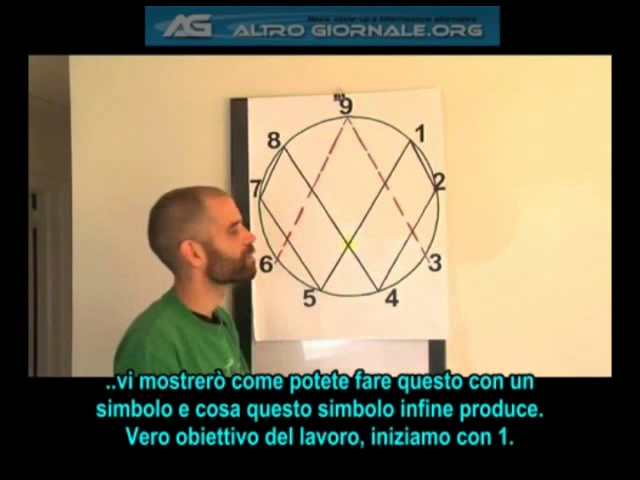 AG
ALTRO GIORNALE.ORG
9
8
1
7
2
6
3
5
4
..vi mostrerò come potete fare questo con un
simbolo e cosa questo simbolo infine produce.
Vero obiettivo del lavoro, iniziamo con 1.